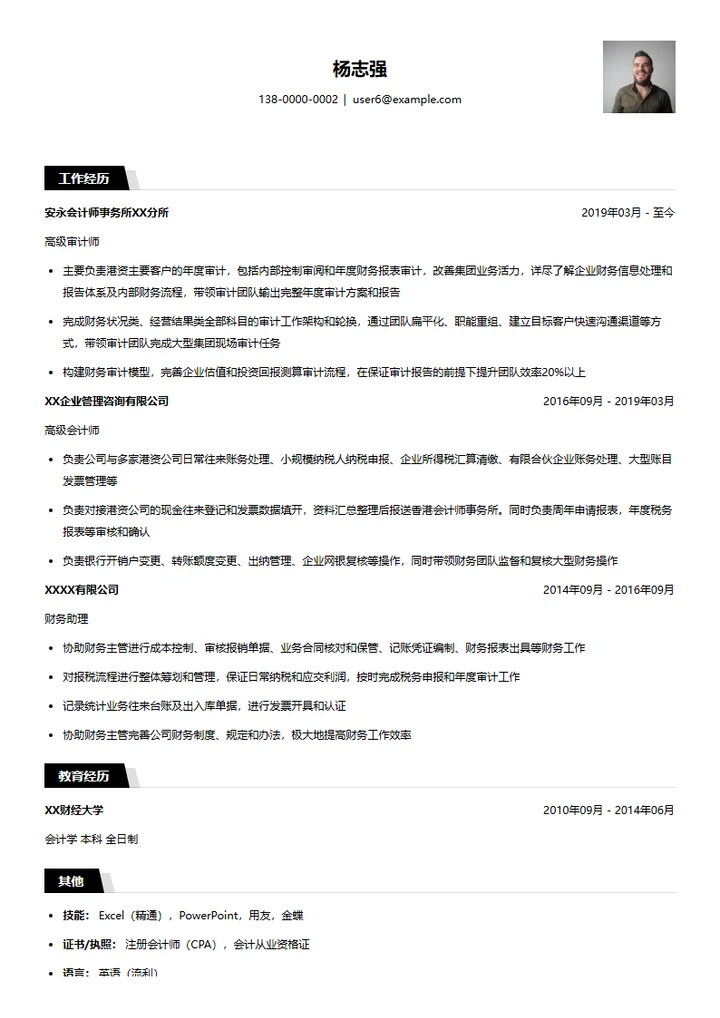 杨志强
138-0000-0002 | user6@example.com
工作经历
安永会计师事务所XX分所 2019年03月 - 至今
高级审计师
• 主要负责港资主要客户的年度审计，包括内部控制审阅和年度财务报表审计，改善集团业务活力，详尽了解企业财务信息处理和
报告体系及内部财务流程，带领审计团队输出完整年度审计方案和报告
• 完成财务状况类、经营结果类全部科目的审计工作架构和轮换，通过团队扁平化、职能重组、建立目标客户快速沟通渠道等方
式，带领审计团队完成大型集团现场审计任务
• 构建财务审计模型，完善企业估值和投资回报测算审计流程，在保证审计报告的前提下提升团队效率20%以上
XX企业管理咨询有限公司 2016年09月 - 2019年03月
高级会计师
• 负责公司与多家港资公司日常往来账务处理、小规模纳税人纳税申报、企业所得税汇算清缴、有限合伙企业账务处理、大型账目
发票管理等
• 负责对接港资公司的现金往来登记和发票数据填开，资料汇总整理后报送香港会计师事务所。同时负责周年申请报表，年度税务
报表等审核和确认
• 负责银行开销户变更、转账额度变更、出纳管理、企业网银复核等操作，同时带领财务团队监督和复核大型财务操作
XXXX有限公司 2014年09月 - 2016年09月
财务助理
• 协助财务主管进行成本控制、审核报销单据、业务合同核对和保管、记账凭证编制、财务报表出具等财务工作
• 对报税流程进行整体筹划和管理，保证日常纳税和应交利润，按时完成税务申报和年度审计工作
• 记录统计业务往来台账及出入库单据，进行发票开具和认证
• 协助财务主管完善公司财务制度、规定和办法，极大地提高财务工作效率
教育经历
XX财经大学 2010年09月 - 2014年06月
会计学 本科 全日制
其他
• 技能： Excel（精通），PowerPoint，用友，金蝶
• 证书/执照： 注册会计师（CPA），会计从业资格证
• 语言： 英语（流利）